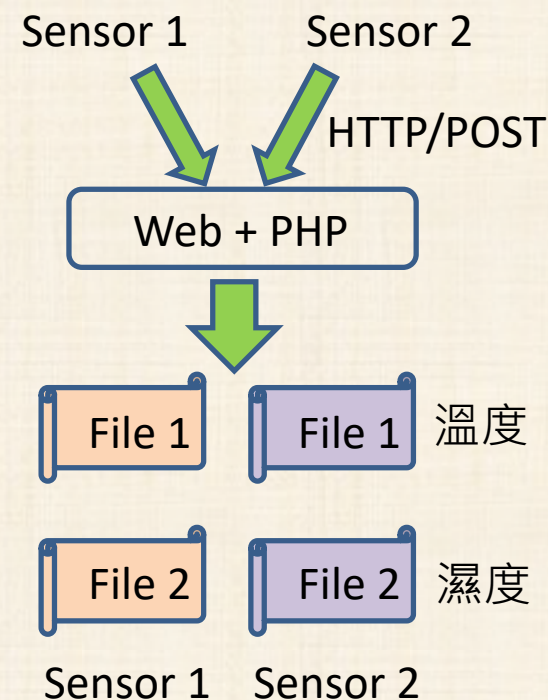 Sensor 1 Sensor 2
HTTP/POST
Web + PHP
File 1 File 1 溫度
File 2 File 2 濕度
Sensor 1 Sensor 2